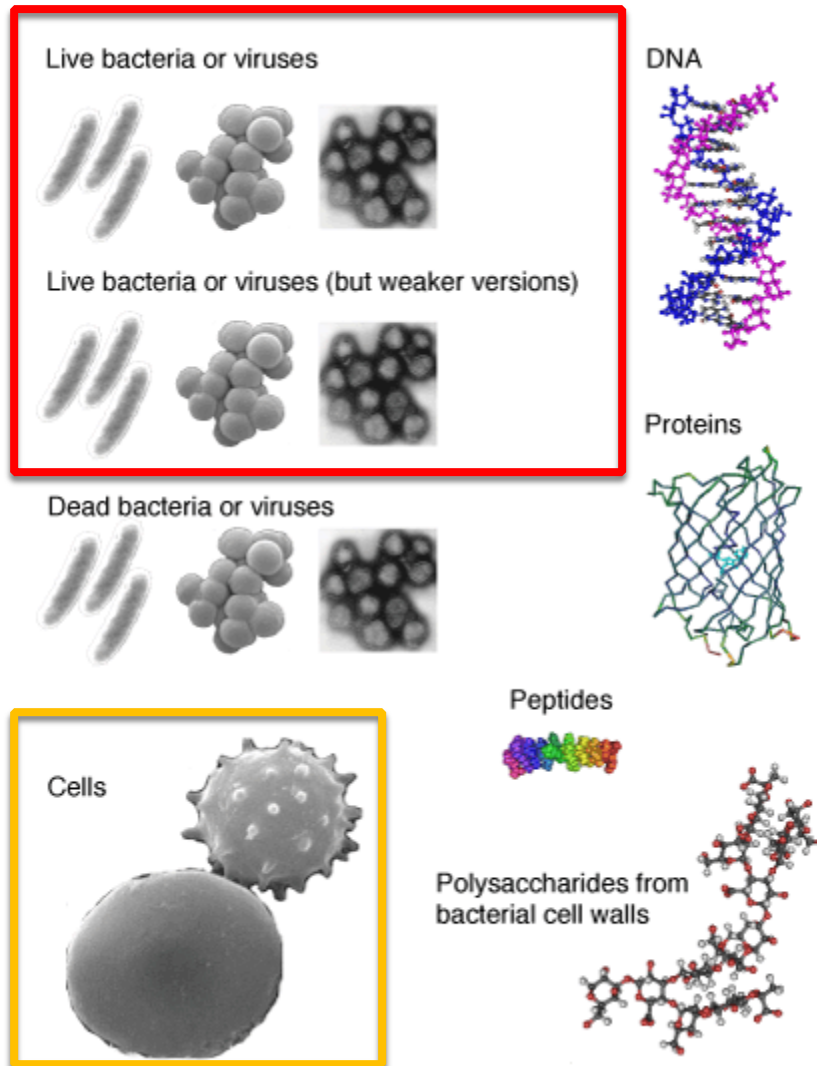 Live bacteria or viruses
DNA
Live bacteria or viruses (but weaker versions)
Proteins
Dead bacteria or viruses
Peptides
Cells
Polysaccharides from
bacterial cell walls